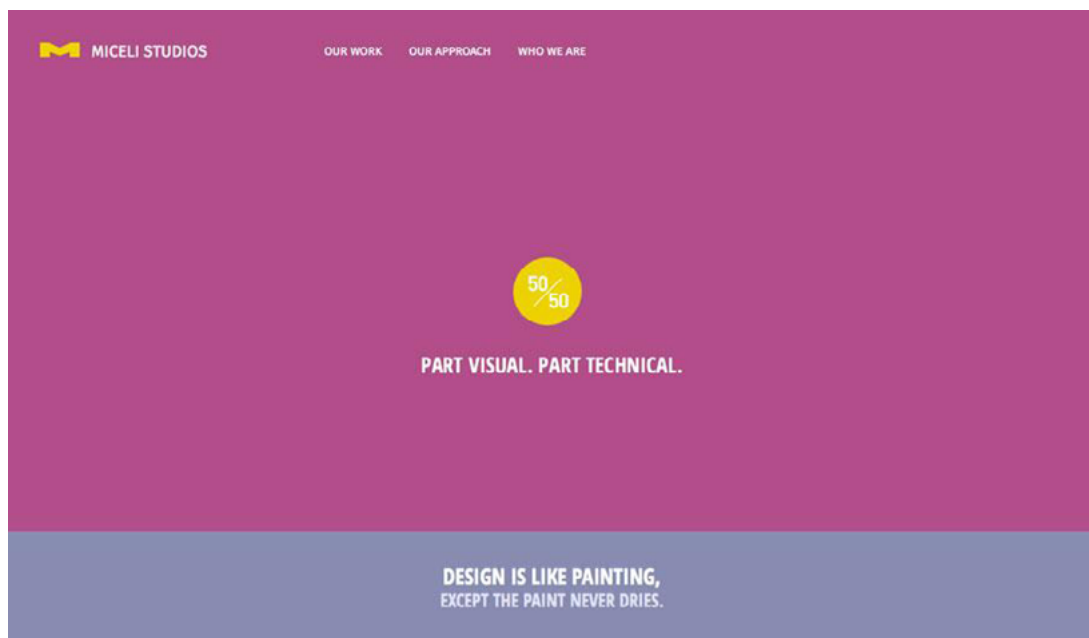 MICELI STUDIOS
OUR WORK OUR APPROACH WHO WE ARE
50/50
PART VISUAL. PART TECHNICAL.
DESIGN IS LIKE PAINTING,
EXCEPT THE PAINT NEVER DRIES.